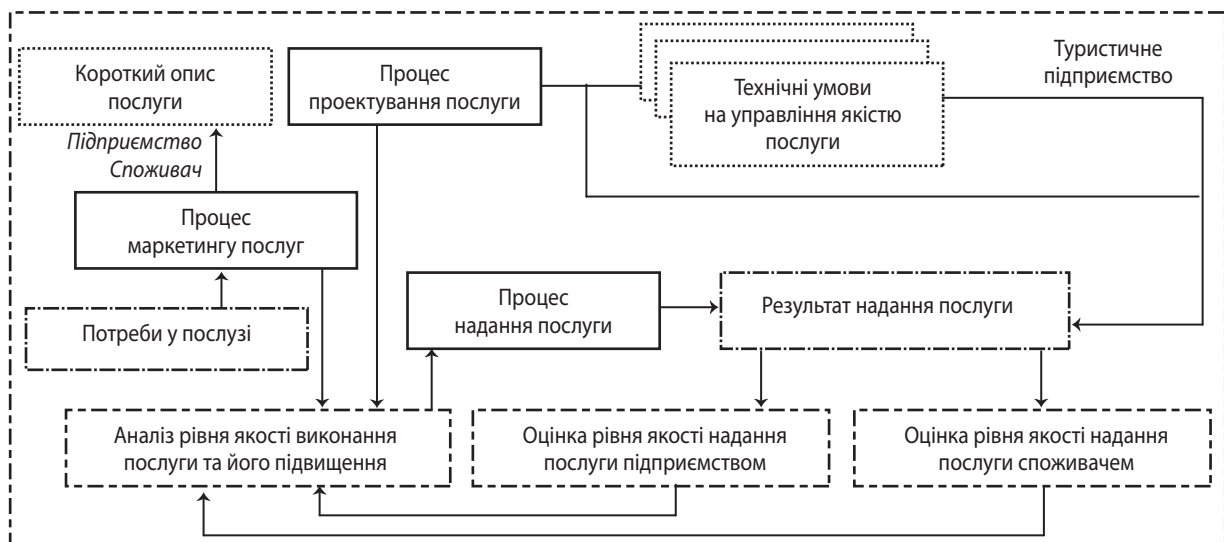 Короткий опис
послуги
Процес
проектування послуги
Технічні умови
на управління якістю
послуги
Туристичне
підприємство
Підприємство
Споживач
Процес
маркетингу послуг
Потреби у послузі
Процес
надання послуги
Результат надання послуги
Аналіз рівня якості виконання
послуги та його підвищення
Оцінка рівня якості надання
послуги підприємством
Оцінка рівня якості надання
послуги споживачем